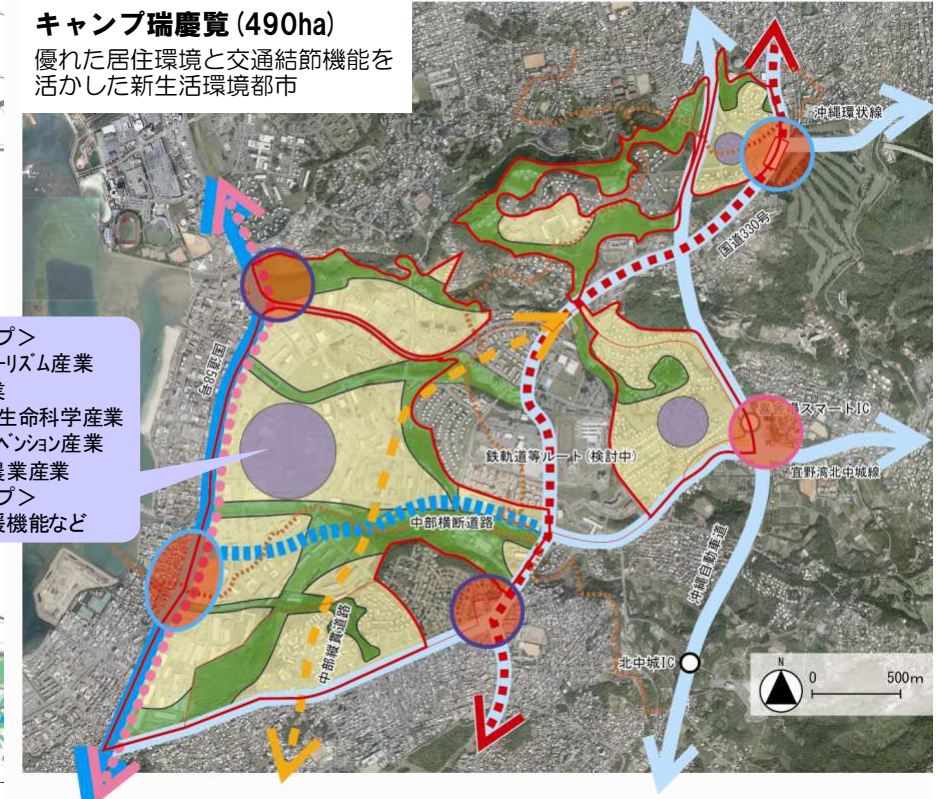 キャンプ瑞慶覧(490ha)
優れた居住環境と交通結節機能を
活かした新生活環境都市
沖縄環状線
国道330号
国道58号
プ>
ーリズム産業
業
生命科学産業
ベンション産業
農業産業
プ>
援機能など
スマートIC
鉄軌道等ルート(検討中)
宜野湾北中城線
中部横断道路
沖縄自動車道
中部縦貫道路
北中城IC
N
0 500m